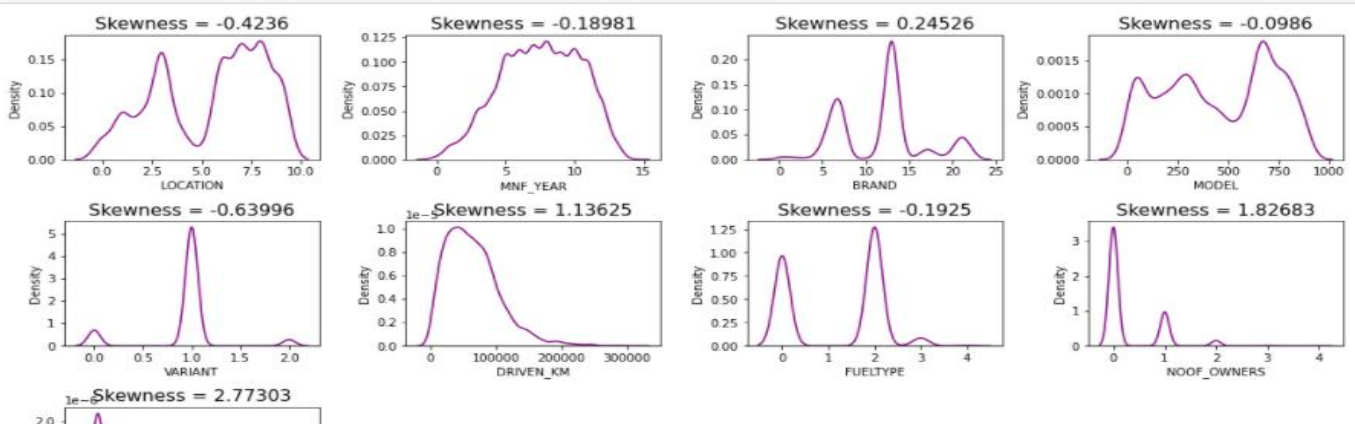 Skewness = -0.4236
0.15
0.10
0.05
0.00
Density
0.0 2.5 5.0 7.5 10.0
LOCATION
Skewness = -0.18981
0.125
0.100
0.075
0.050
0.025
0.000
Density
0 5 10 15
MNF_YEAR
Skewness = 0.24526
0.20
0.15
0.10
0.05
0.00
Density
0 5 10 15 20 25
BRAND
Skewness = -0.0986
0.0015
0.0010
0.0005
0.0000
Density
0 250 500 750 1000
MODEL
Skewness = -0.63996
5
4
3
2
1
0
Density
0.0 0.5 1.0 1.5 2.0
VARIANT
1e-5
Skewness = 1.13625
1.0
0.8
0.6
0.4
0.2
0.0
Density
0 100000 200000 300000
DRIVEN_KM
Skewness = -0.1925
1.25
1.00
0.75
0.50
0.25
0.00
Density
0 1 2 3 4
FUELTYPE
Skewness = 1.82683
3
2
1
0
Density
0 1 2 3 4
NOOF_OWNERS
1e-6
Skewness = 2.77303
2.0